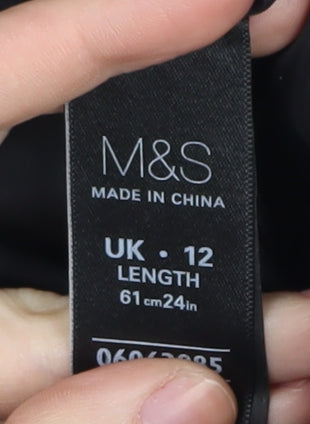 M&S
MADE IN CHINA
UK • 12
LENGTH
61cm24in